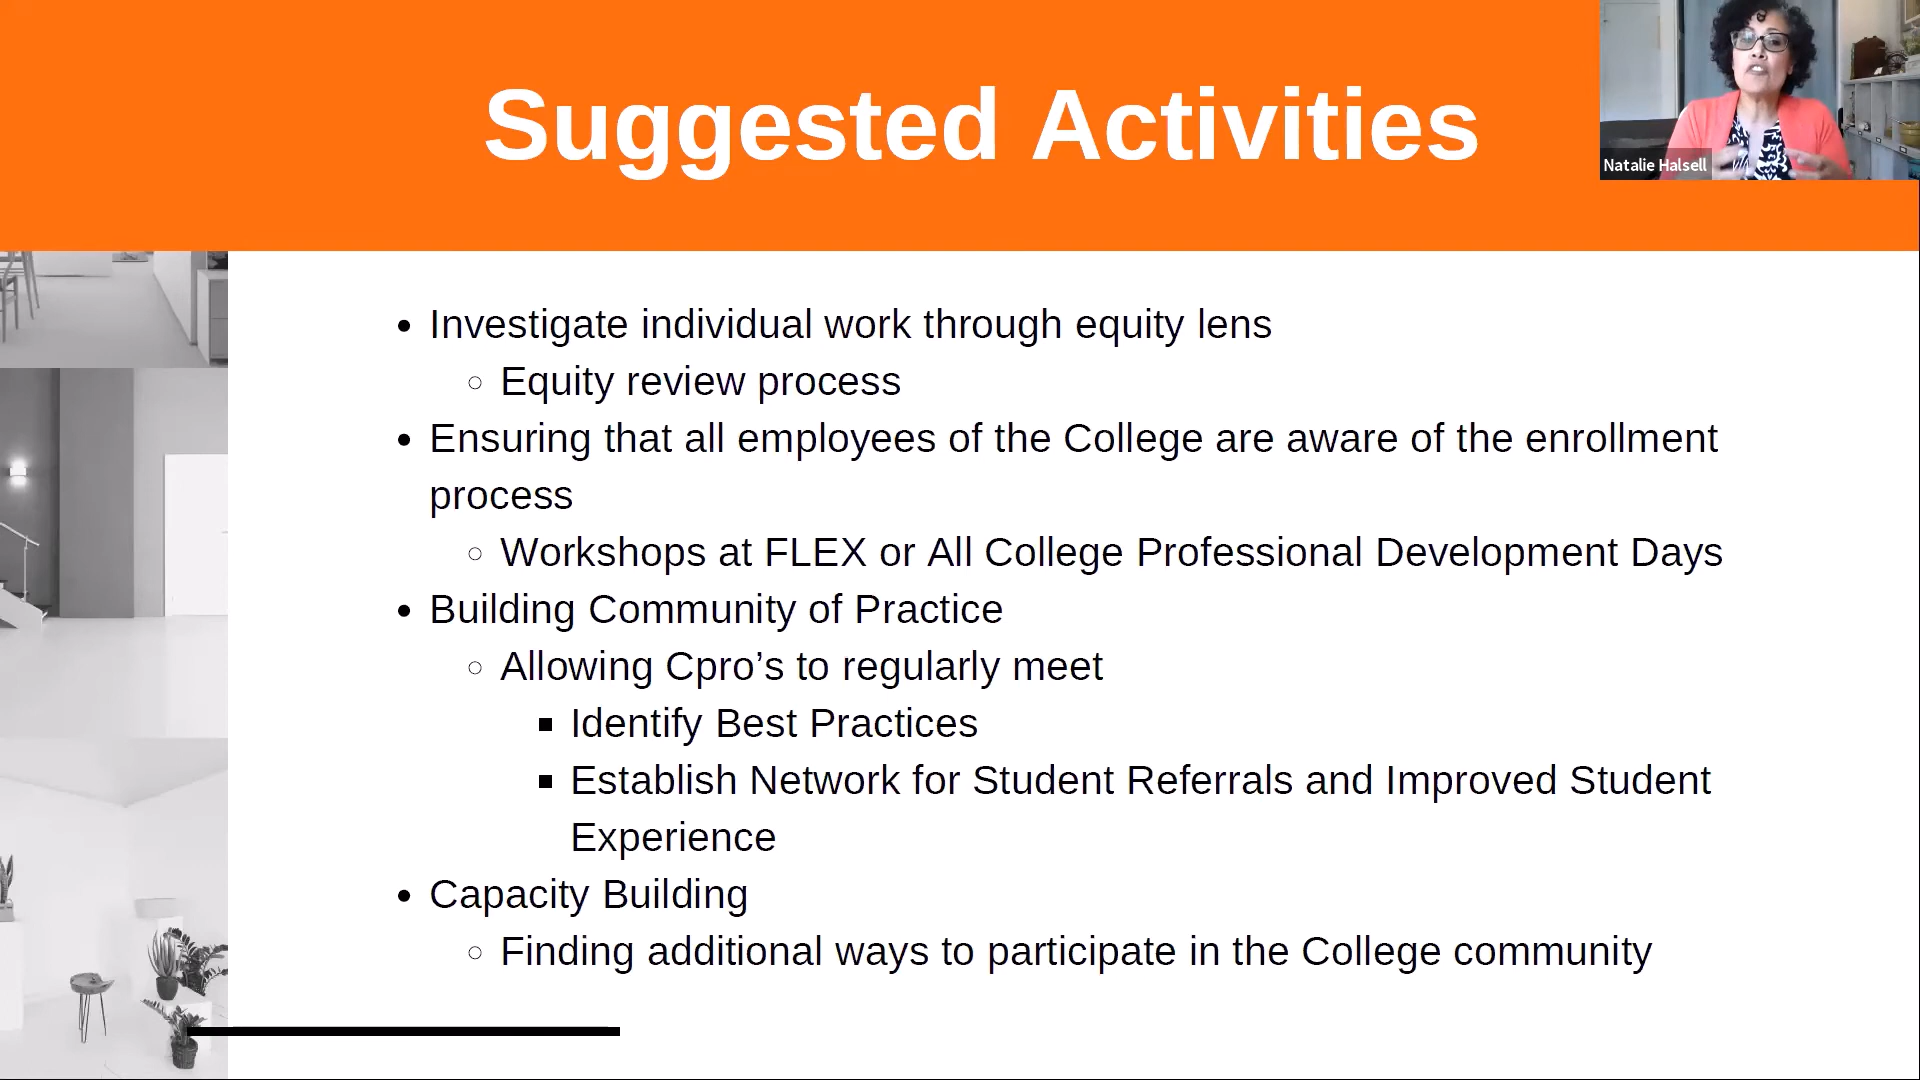 Suggested Activities
Natalie Halsell
• Investigate individual work through equity lens
◦ Equity review process
• Ensuring that all employees of the College are aware of the enrollment
process
◦ Workshops at FLEX or All College Professional Development Days
• Building Community of Practice
◦ Allowing Cpro’s to regularly meet
▪ Identify Best Practices
▪ Establish Network for Student Referrals and Improved Student
Experience
• Capacity Building
◦ Finding additional ways to participate in the College community